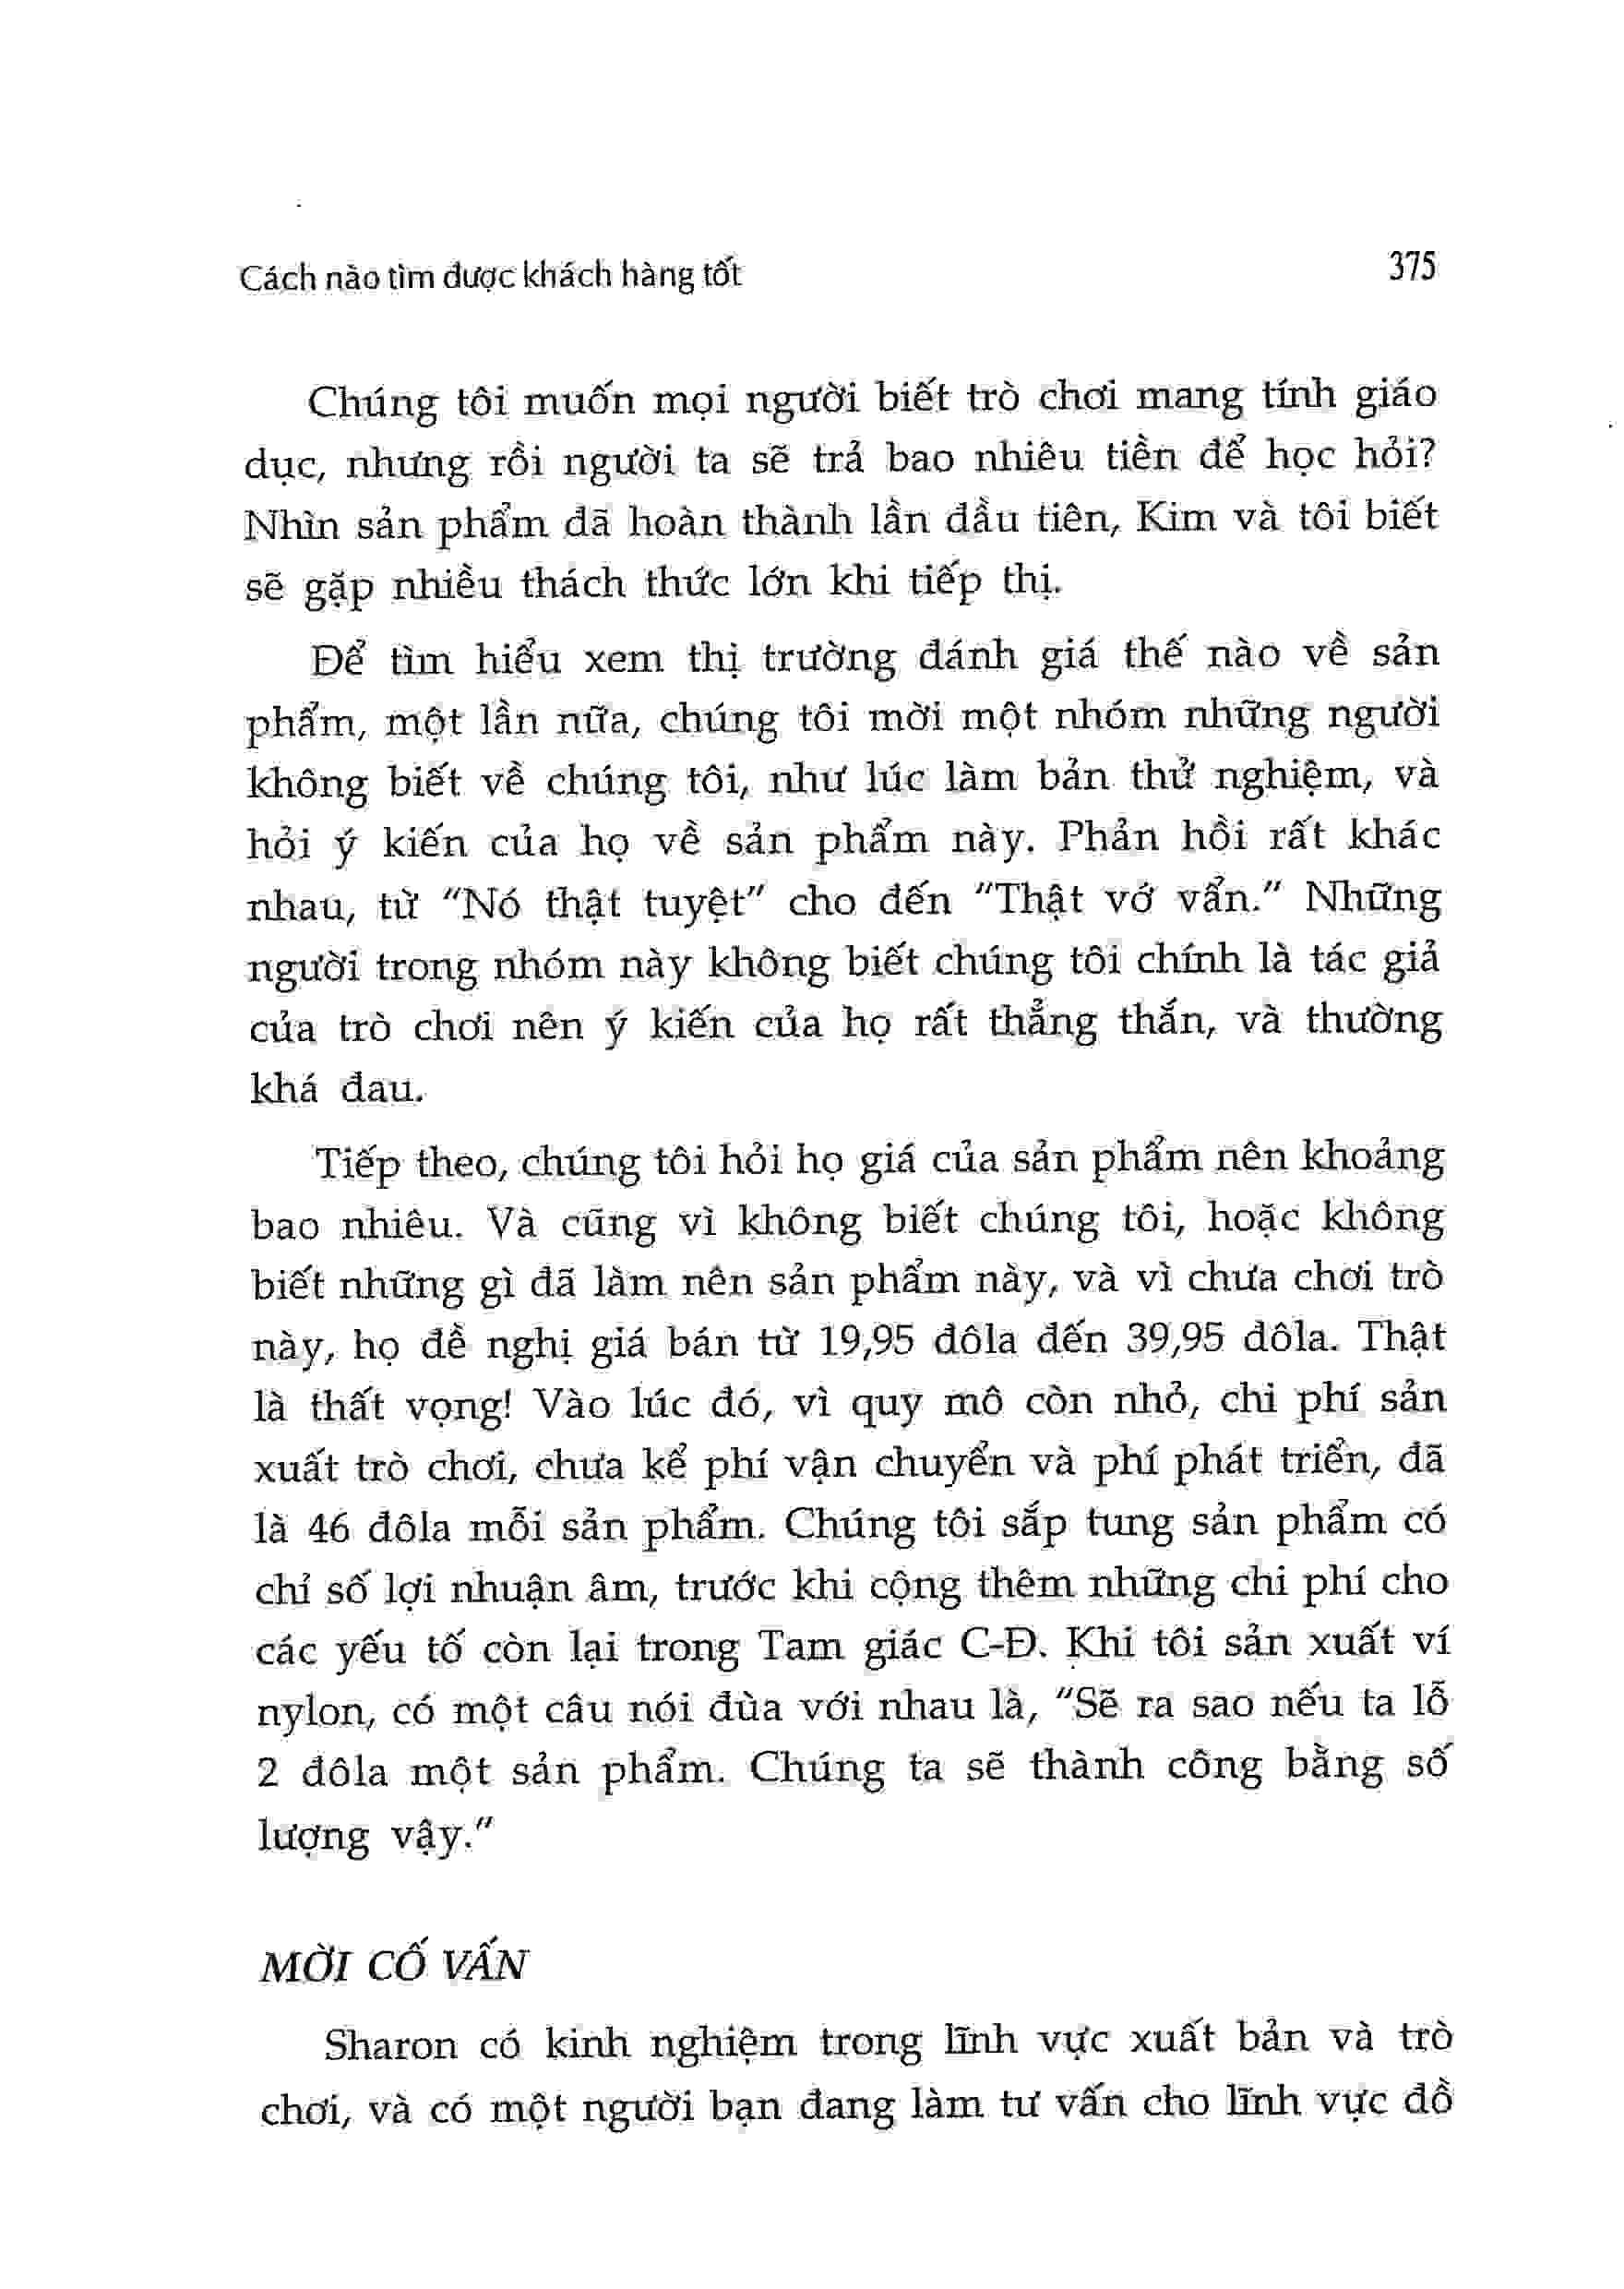 Cách nào tìm được khách hàng tốt 375
Chúng tôi muốn mọi người biết trò chơi mang tính giáo
dục, nhưng rồi người ta sẽ trả bao nhiêu tiền để học hỏi?
Nhìn sản phẩm đã hoàn thành lần đầu tiên, Kim và tôi biết
sẽ gặp nhiều thách thức lớn khi tiếp thị.
Để tìm hiểu xem thị trường đánh giá thế nào về sản
phẩm, một lần nữa, chúng tôi mời một nhóm những người
không biết về chúng tôi, như lúc làm bản thử nghiệm, và
hỏi ý kiến của họ về sản phẩm này. Phản hồi rất khác
nhau, từ "Nó thật tuyệt" cho đến "Thật vớ vẩn." Những
người trong nhóm này không biết chúng tôi chính là tác giả
của trò chơi nên ý kiến của họ rất thẳng thắn, và thường
khá đau.
Tiếp theo, chúng tôi hỏi họ giá của sản phẩm nên khoảng
bao nhiêu. Và cũng vì không biết chúng tôi, hoặc không
biết những gì đã làm nên sản phẩm này, và vì chưa chơi trò
này, họ đề nghị giá bán từ 19,95 đôla đến 39,95 đôla. Thật
là thất vọng! Vào lúc đó, vì quy mô còn nhỏ, chi phí sản
xuất trò chơi, chưa kể phí vận chuyển và phí phát triển, đã
là 46 đôla mỗi sản phẩm. Chúng tôi sắp tung sản phẩm có
chỉ số lợi nhuận âm, trước khi cộng thêm những chi phí cho
các yếu tố còn lại trong Tam giác C-Đ. Khi tôi sản xuất ví
nylon, có một câu nói đùa với nhau là, "Sẽ ra sao nếu ta lỗ
2 đôla một sản phẩm. Chúng ta sẽ thành công bằng số
lượng vậy."
MỜI CỐ VẤN
Sharon có kinh nghiệm trong lĩnh vực xuất bản và trò
chơi, và có một người bạn đang làm tư vấn cho lĩnh vực đồ